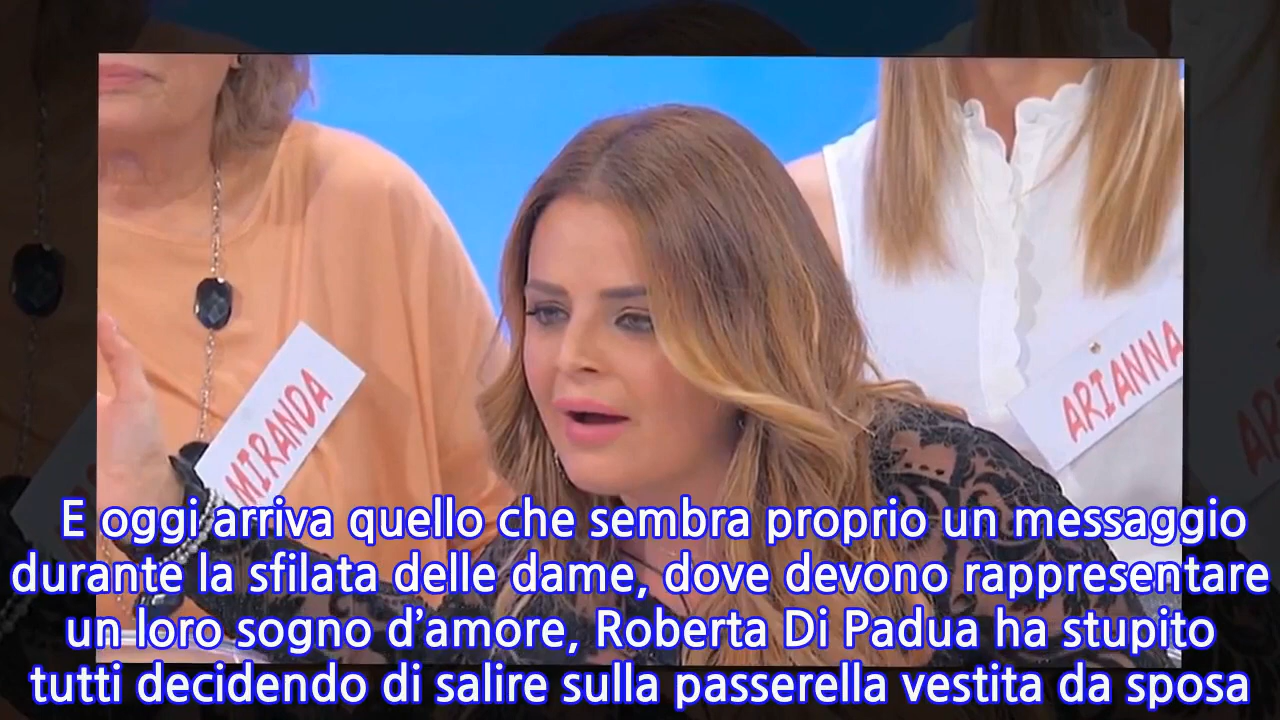 MIRANDA
ARIANNA
E oggi arriva quello che sembra proprio un messaggio
durante la sfilata delle dame, dove devono rappresentare
un loro sogno d’amore, Roberta Di Padua ha stupito
tutti decidendo di salire sulla passerella vestita da sposa